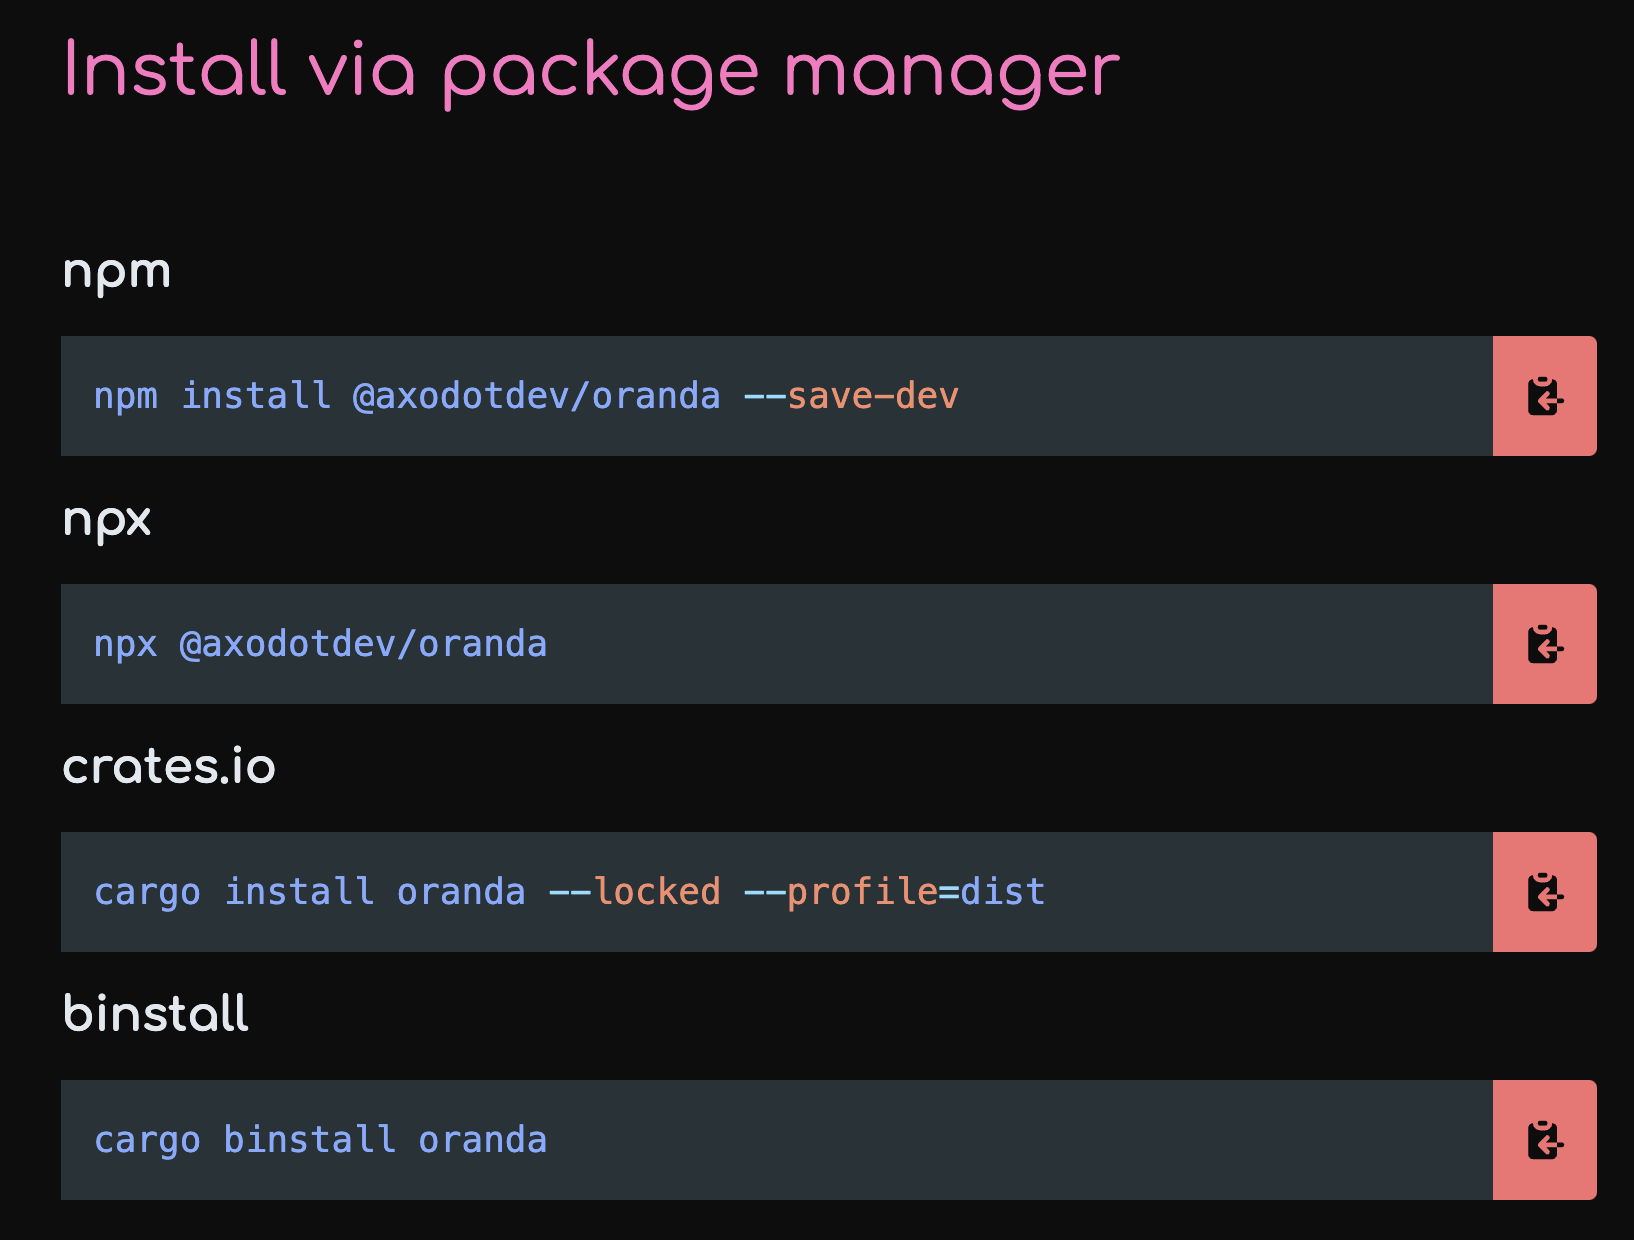 Install via package manager
npm
npm install @axodotdev/oranda --save-dev
npx
npx @axodotdev/oranda
crates.io
cargo install oranda --locked --profile=dist
binstall
cargo binstall oranda